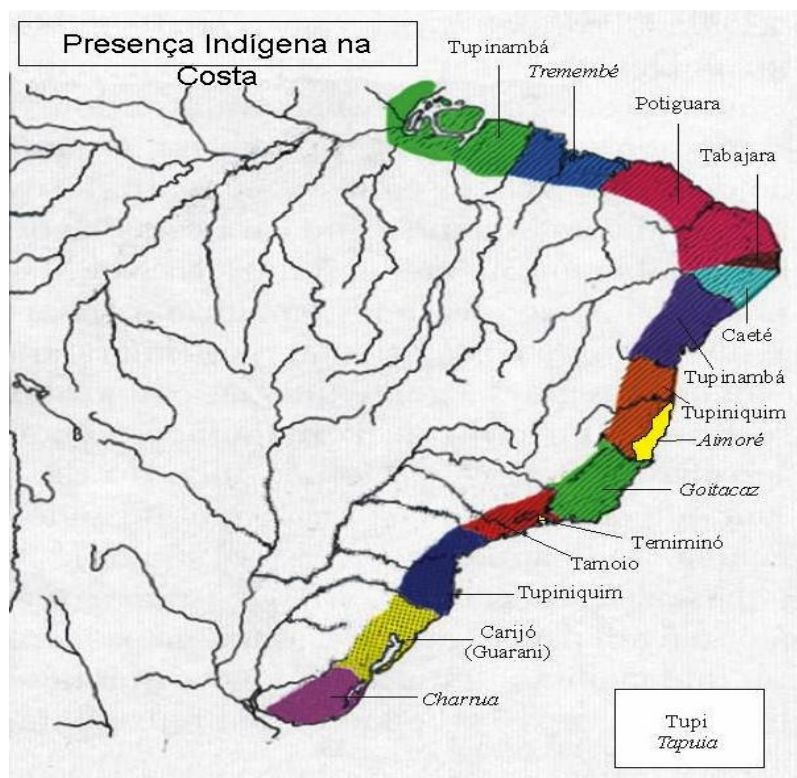 Presença Indígena na
Costa
Tupinambá
Tremembé
Potiguara
Tabajara
Caeté
Tupinambá
Tupiniquim
Aimoré
Goitacaz
Temiminó
Tamoio
Tupiniquim
Carijó
(Guarani)
Charrua
Tupi
Tapuia